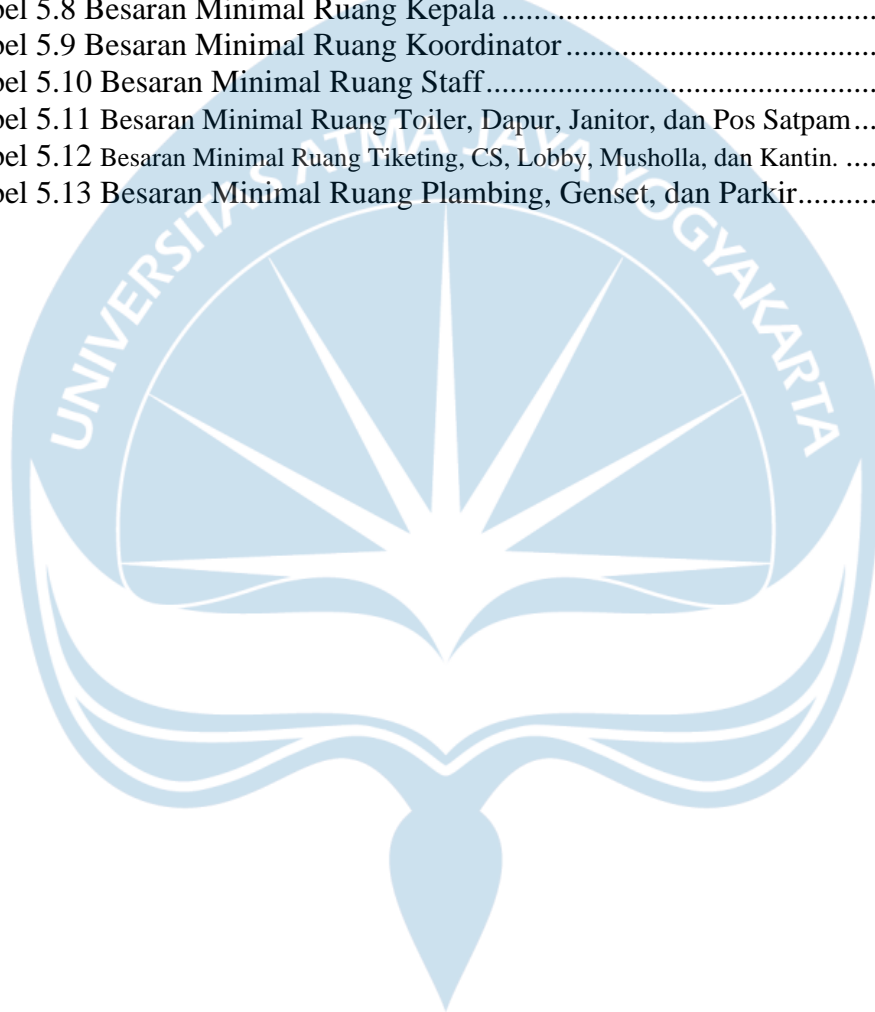 bel 5.8 Besaran Minimal Ruang Kepala ................................................
bel 5.9 Besaran Minimal Ruang Koordinator .......................................
bel 5.10 Besaran Minimal Ruang Staff.................................................
bel 5.11 Besaran Minimal Ruang Toiler, Dapur, Janitor, dan Pos Satpam...
bel 5.12 Besaran Minimal Ruang Tiketing, CS, Lobby, Musholla, dan Kantin. ....
bel 5.13 Besaran Minimal Ruang Plambing, Genset, dan Parkir..........
UNIVERSITAS ATMA JAYA YOGYAKARTA